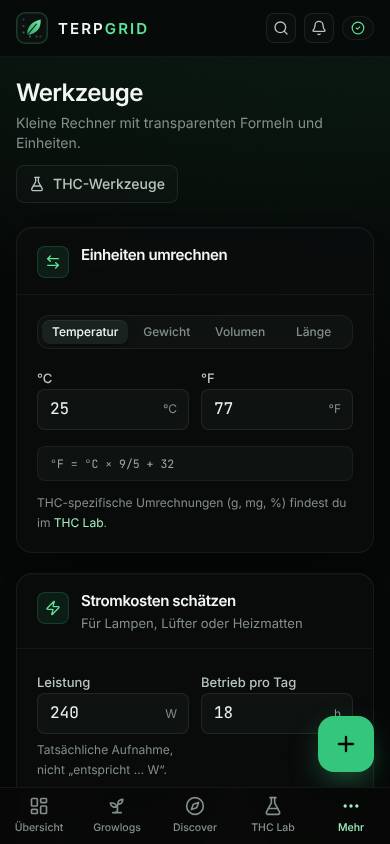 TERPGRID
Werkzeuge
Kleine Rechner mit transparenten Formeln und
Einheiten.
THC-Werkzeuge
Einheiten umrechnen
Temperatur Gewicht Volumen Länge
°C °F
25 °C 77 °F
°F = °C × 9/5 + 32
THC-spezifische Umrechnungen (g, mg, %) findest du
im THC Lab.
Stromkosten schätzen
Für Lampen, Lüfter oder Heizmatten
Leistung Betrieb pro Tag
240 W 18 h
Tatsächliche Aufnahme,
nicht „entspricht … W“.
Übersicht Growlogs Discover THC Lab Mehr